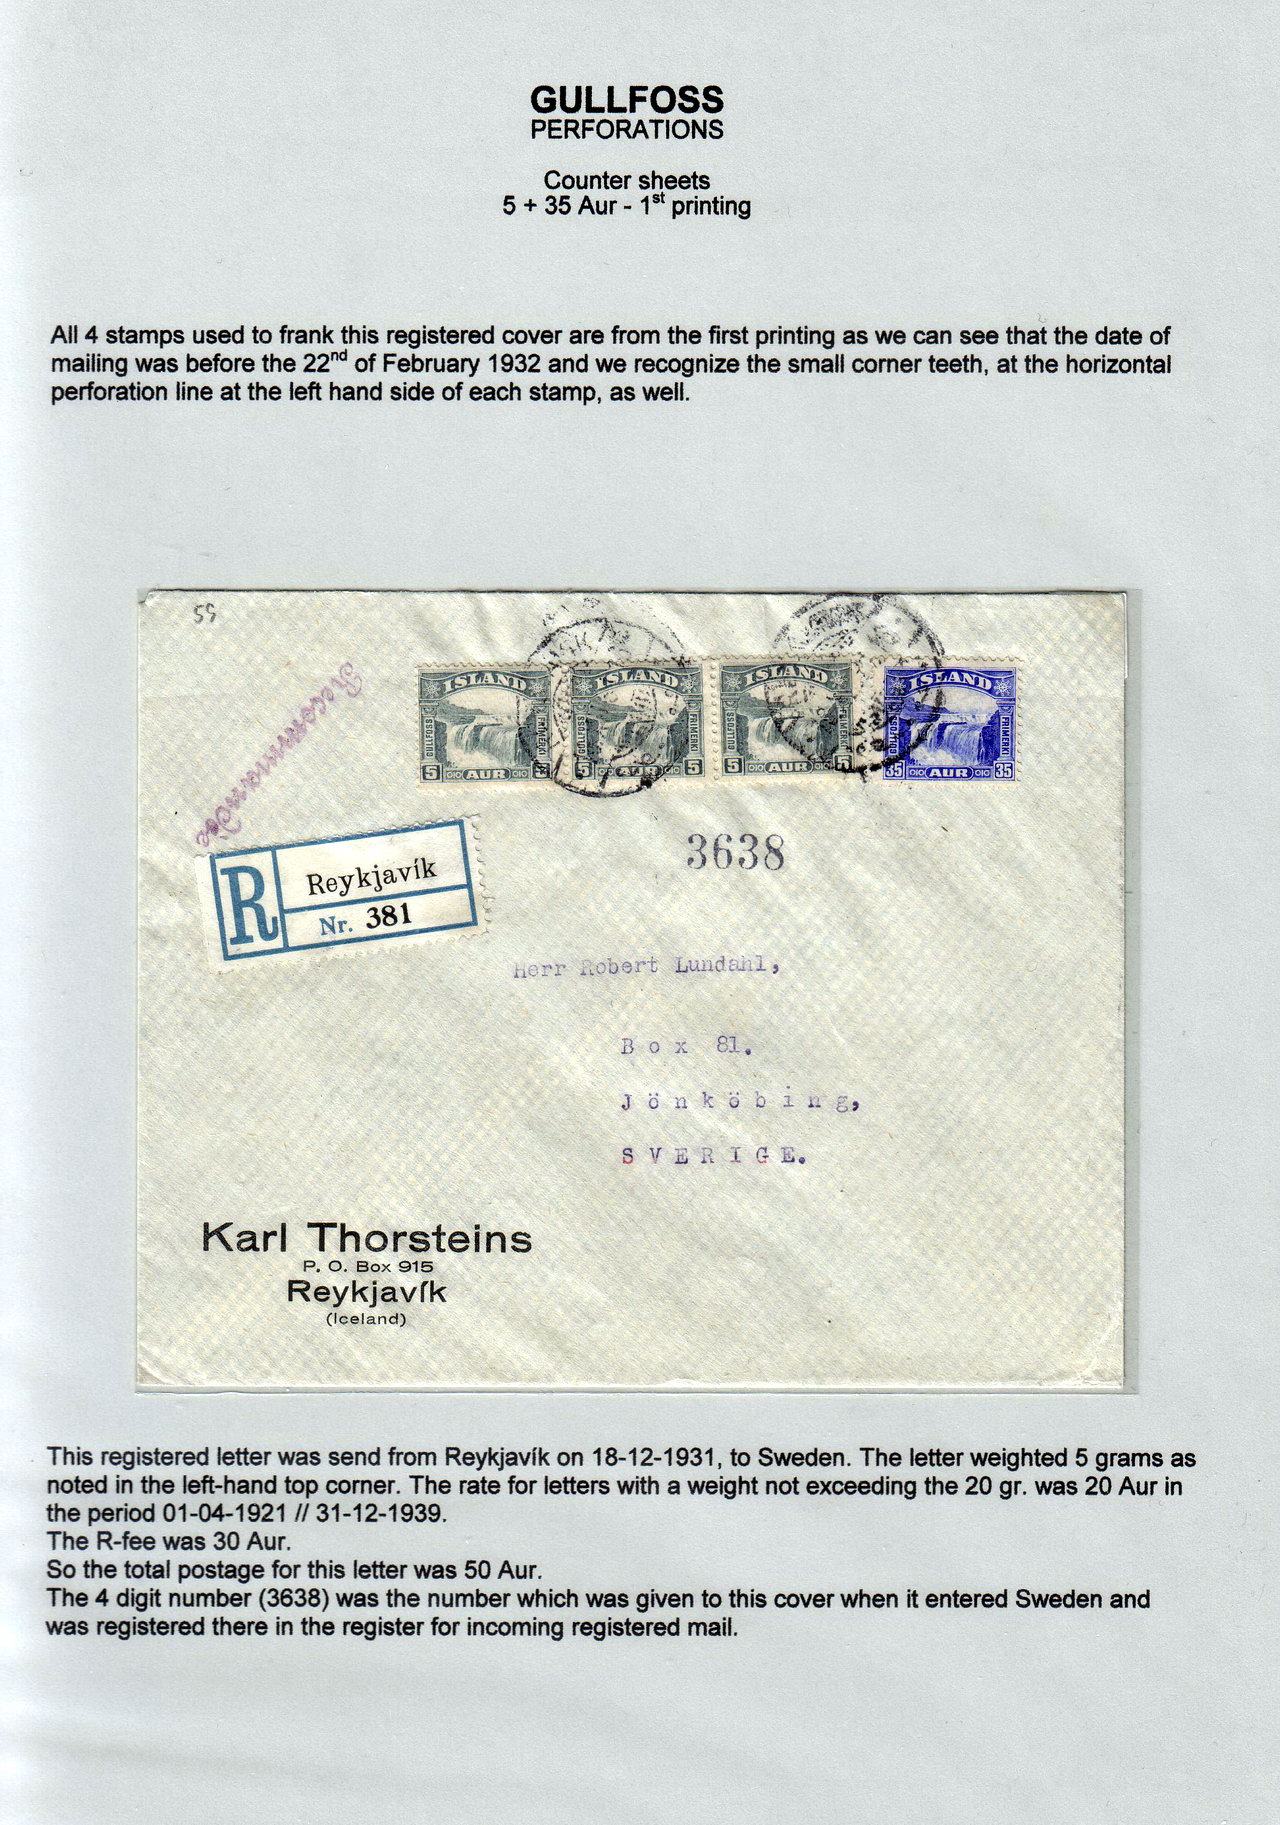 GULLFOSS
PERFORATIONS
Counter sheets
5 + 35 Aur - 1st printing
All 4 stamps used to frank this registered cover are from the first printing as we can see that the date of
mailing was before the 22nd of February 1932 and we recognize the small corner teeth, at the horizontal
perforation line at the left hand side of each stamp, as well.
Recommandée
ISLAND
GULLFOSS
FRIMERKI
5 AUR 5
ISLAND
5 AUR 5
ISLAND
GULLFOSS
FRIMERKI
5 AUR 5
ISLAND
GULLFOSS
FRIMERKI
35 AUR 35
3638
R
Reykjavík
Nr. 381
Herr Robert Lundahl,
Box 81.
Jönköbing,
SVERIGE.
Karl Thorsteins
P. O. Box 915
Reykjavík
(Iceland)
This registered letter was send from Reykjavík on 18-12-1931, to Sweden. The letter weighted 5 grams as
noted in the left-hand top corner. The rate for letters with a weight not exceeding the 20 gr. was 20 Aur in
the period 01-04-1921 // 31-12-1939.
The R-fee was 30 Aur.
So the total postage for this letter was 50 Aur.
The 4 digit number (3638) was the number which was given to this cover when it entered Sweden and
was registered there in the register for incoming registered mail.